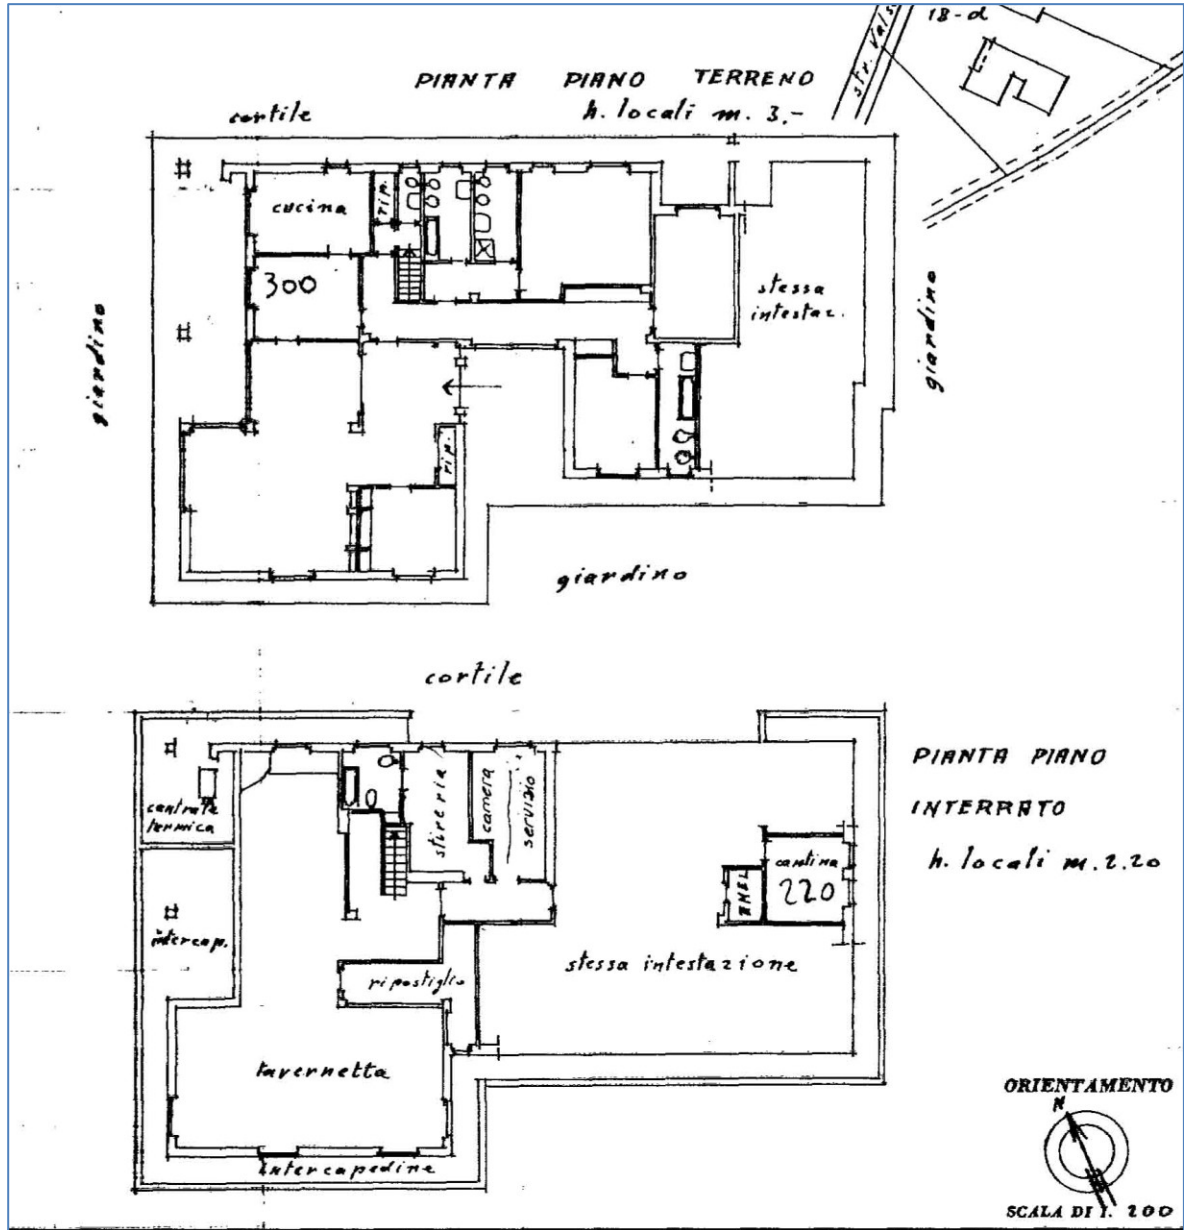 18-d
str. Vals.
PIANTA PIANO TERRENO
h. locali m. 3,-
cortile
cucina
rip.
300
stessa
intestaz.
giardino
giardino
rip.
giardino
cortile
PIANTA PIANO
INTERRATO
h. locali m. 2.20
centrale
termica
stireria
camera
servizio
cantina
220
intercap.
ripostiglio
stessa intestazione
tavernetta
intercapedine
ORIENTAMENTO
N
SCALA DI 1. 200